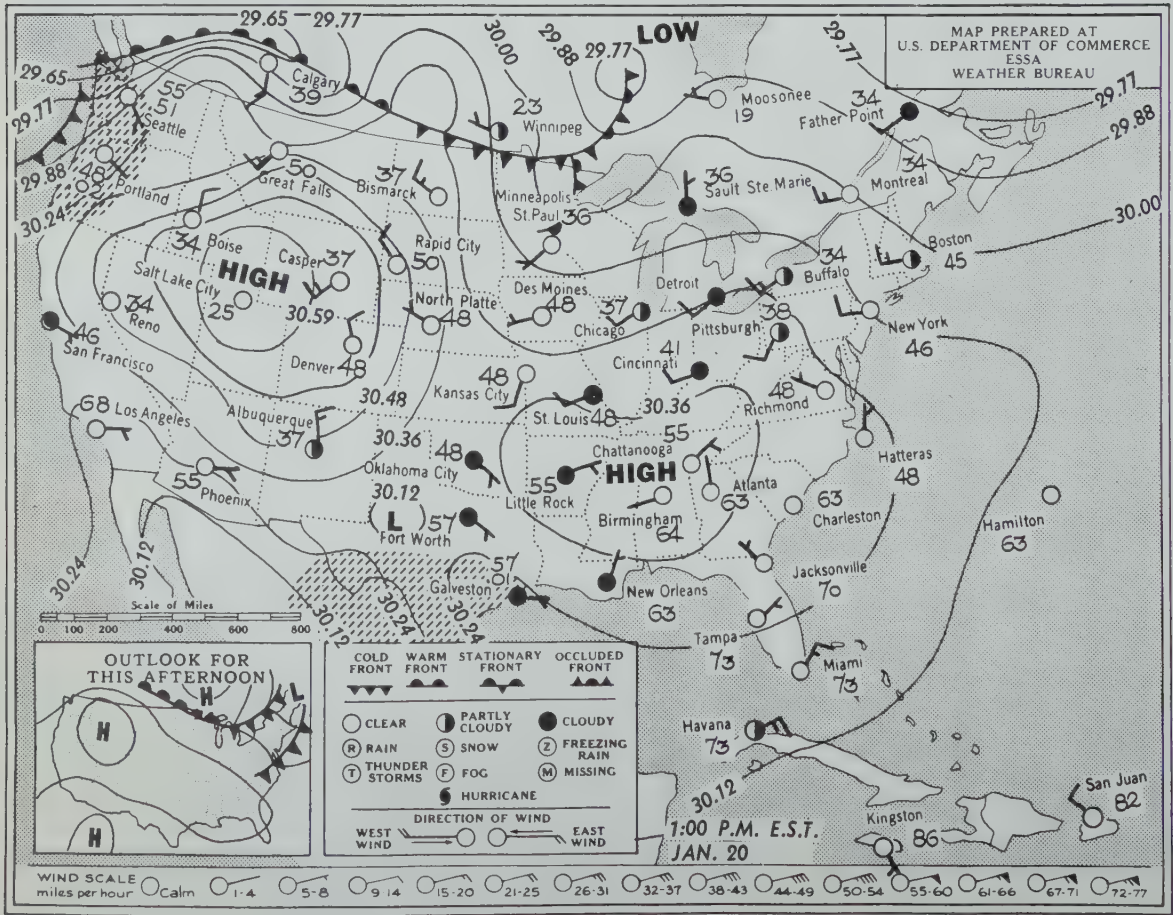 29.65
29.77
30.00
29.88
29.77
LOW
29.77
MAP PREPARED AT
U.S. DEPARTMENT OF COMMERCE
ESSA
WEATHER BUREAU
29.65
29.77
29.88
30.24
55
51
Seattle
Calgary
39
23
Winnipeg
Moosonee
19
34
Father Point
29.77
29.88
30.00
48
Portland
50
Great Falls
37
Bismarck
Minneapolis
St. Paul
36
36
Sault Ste. Marie
34
Montreal
34
Boise
HIGH
Casper
37
Rapid City
50
Boston
45
Salt Lake City
25
30.59
34
Reno
North Platte
48
Des Moines
48
37
Chicago
Detroit
34
Buffalo
46
San Francisco
Denver
48
38
Pittsburgh
New York
46
48
Kansas City
41
Cincinnati
48
Richmond
30.48
St. Louis
48
30.36
68
Los Angeles
Albuquerque
37
30.36
48
Oklahoma City
55
Chattanooga
HIGH
Hatteras
48
55
Phoenix
30.12
( L )
57
Fort Worth
55
Little Rock
Birmingham
64
Atlanta
63
63
Charleston
Hamilton
63
30.24
30.12
57
Galveston
New Orleans
63
Jacksonville
70
Scale of Miles
0 100 200 400 600 800
30.12
30.24
30.24
Tampa
73
Miami
73
Havana
73
30.12
Kingston
86
San Juan
82
OUTLOOK FOR
THIS AFTERNOON
H
H
L
H
COLD FRONT
WARM FRONT
STATIONARY FRONT
OCCLUDED FRONT
CLEAR
PARTLY CLOUDY
CLOUDY
R RAIN
S SNOW
Z FREEZING RAIN
T THUNDER STORMS
F FOG
M MISSING
HURRICANE
DIRECTION OF WIND
WEST WIND
EAST WIND
1:00 P.M. E.S.T.
JAN. 20
WIND SCALE
miles per hour
Calm 1-4 5-8 9-14 15-20 21-25 26-31 32-37 38-43 44-49 50-54 55-60 61-66 67-71 72-77